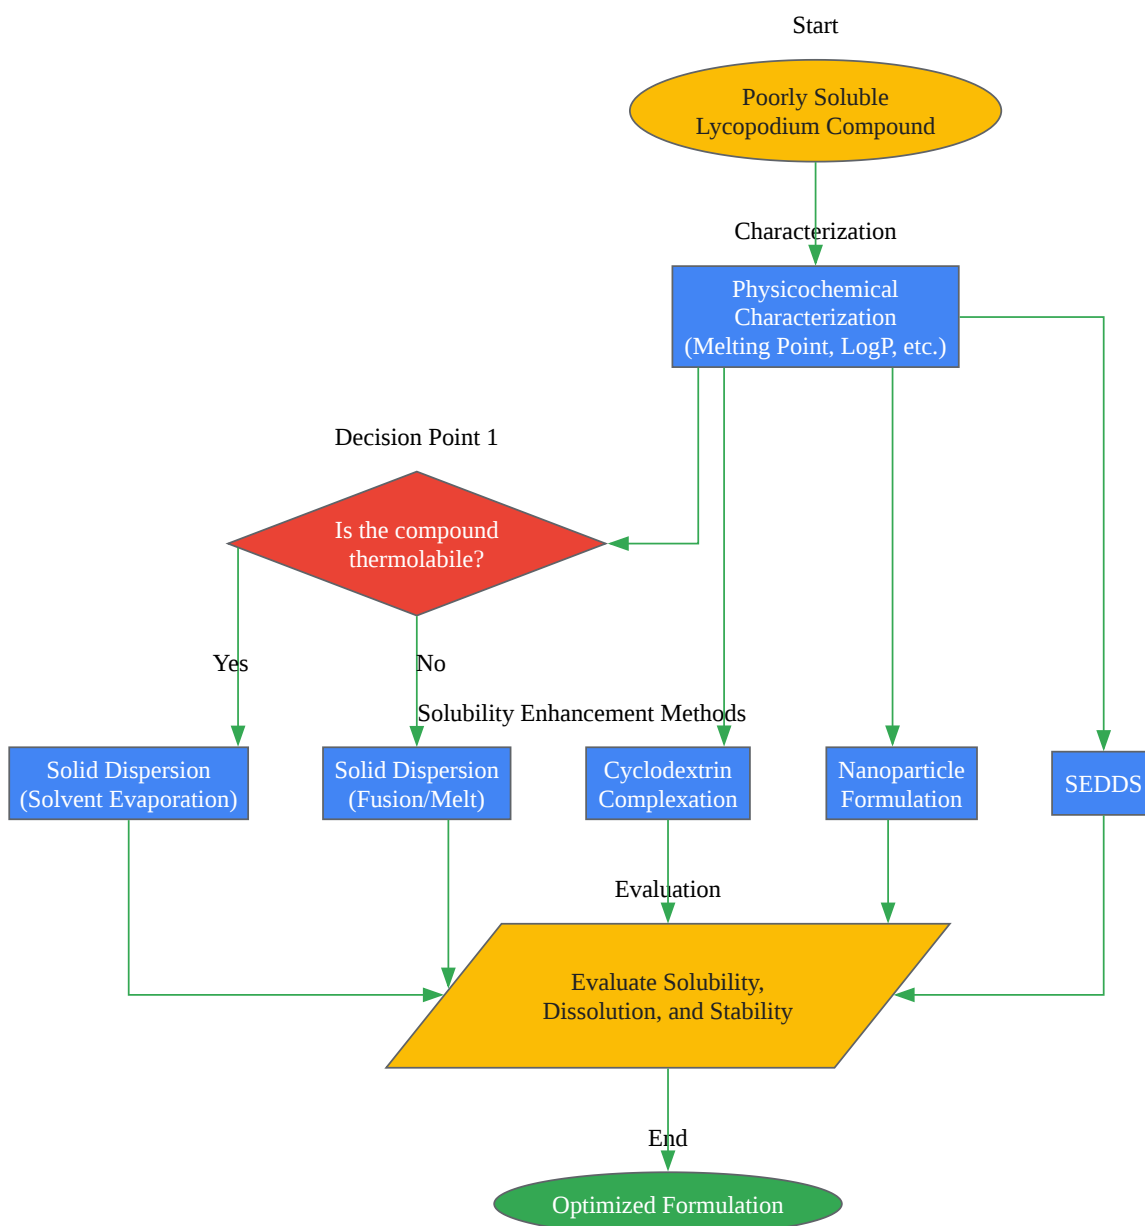 Start
Poorly Soluble
Lycopodium Compound
Characterization
Physicochemical
Characterization
(Melting Point, LogP, etc.)
Decision Point 1
Is the compound
thermolabile?
Yes
No
Solubility Enhancement Methods
Solid Dispersion
(Solvent Evaporation)
Solid Dispersion
(Fusion/Melt)
Cyclodextrin
Complexation
Nanoparticle
Formulation
SEDDS
Evaluation
Evaluate Solubility,
Dissolution, and Stability
End
Optimized Formulation